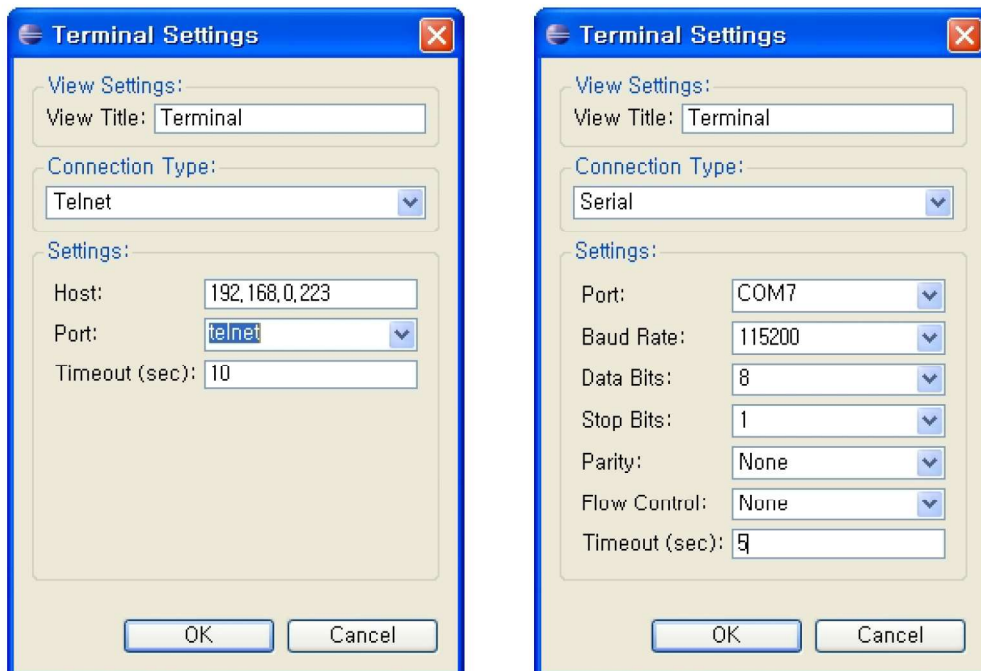 Terminal Settings
View Settings:
View Title: Terminal
Connection Type:
Telnet
Settings:
Host: 192,168,0,223
Port: telnet
Timeout (sec): 10
OK Cancel
Terminal Settings
View Settings:
View Title: Terminal
Connection Type:
Serial
Settings:
Port: COM7
Baud Rate: 115200
Data Bits: 8
Stop Bits: 1
Parity: None
Flow Control: None
Timeout (sec): 5
OK Cancel